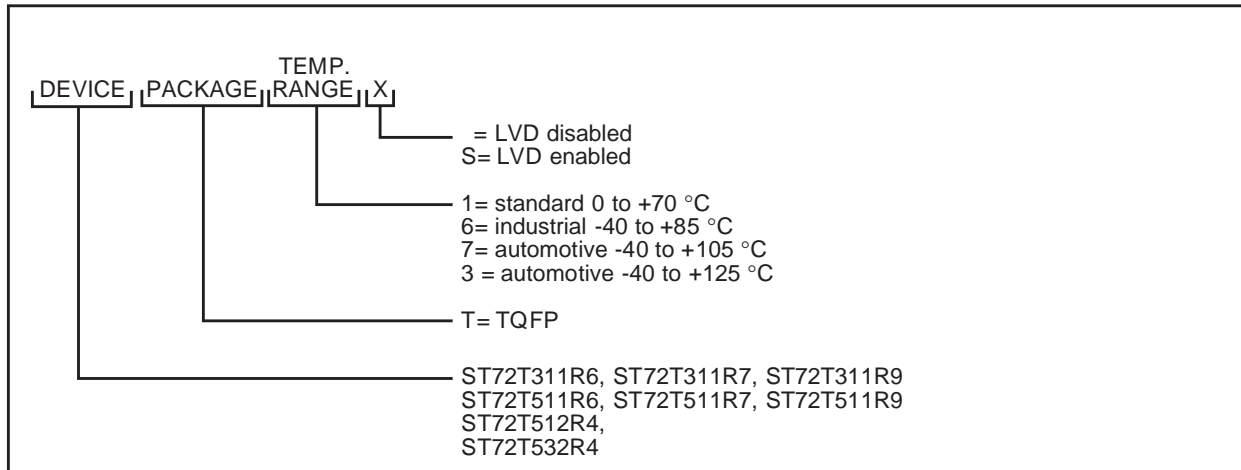 TEMP.
DEVICE PACKAGE RANGE X
= LVD disabled
S= LVD enabled
1= standard 0 to +70 °C
6= industrial -40 to +85 °C
7= automotive -40 to +105 °C
3 = automotive -40 to +125 °C
T= TQFP
ST72T311R6, ST72T311R7, ST72T311R9
ST72T511R6, ST72T511R7, ST72T511R9
ST72T512R4,
ST72T532R4